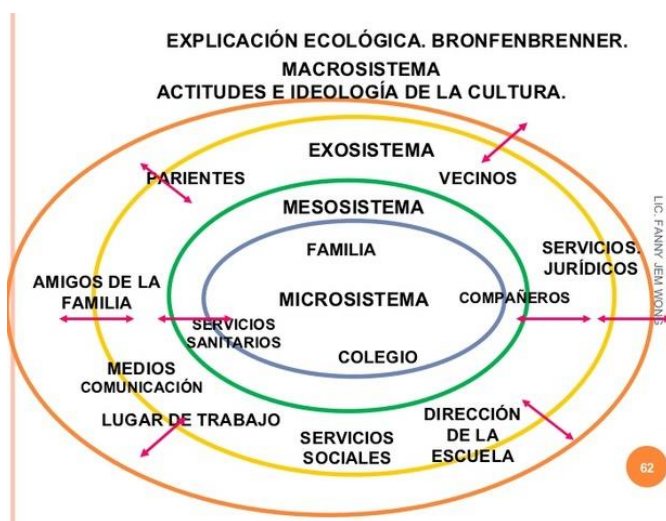 EXPLICACIÓN ECOLÓGICA. BRONFENBRENNER.
MACROSISTEMA
ACTITUDES E IDEOLOGÍA DE LA CULTURA.
EXOSISTEMA
PARIENTES
VECINOS
MESOSISTEMA
FAMILIA
SERVICIOS.
JURÍDICOS
AMIGOS DE LA
FAMILIA
MICROSISTEMA
COMPAÑEROS
SERVICIOS
SANITARIOS
COLEGIO
MEDIOS
COMUNICACIÓN
LUGAR DE TRABAJO
SERVICIOS
SOCIALES
DIRECCIÓN
DE LA
ESCUELA
LIC. FANNY JEM WONG
62